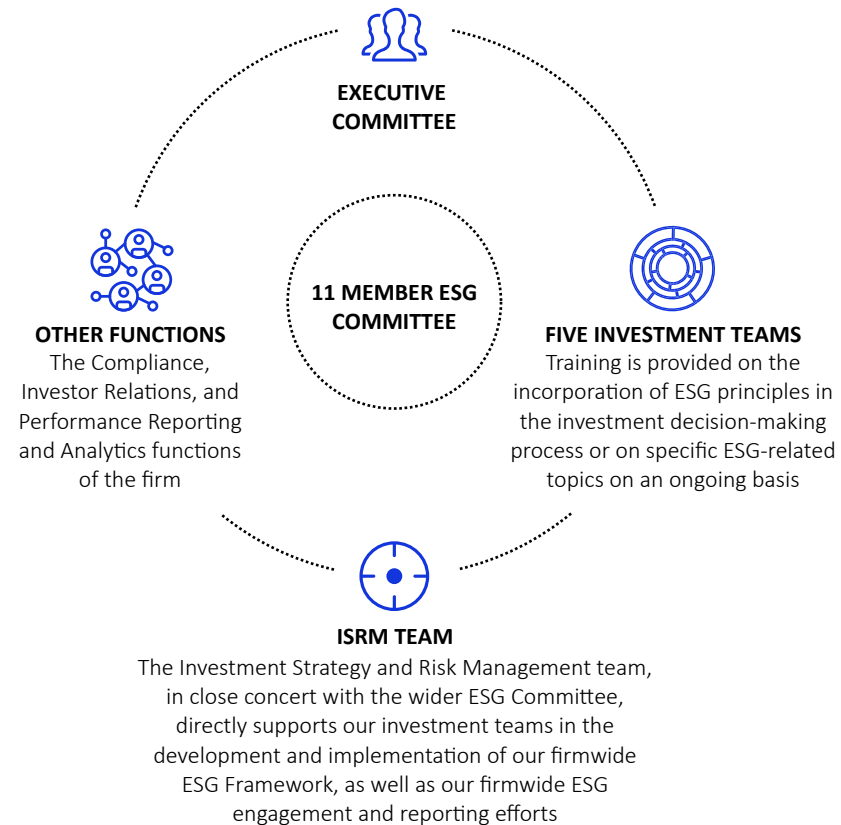 EXECUTIVE
COMMITTEE
11 MEMBER ESG
COMMITTEE
OTHER FUNCTIONS
The Compliance,
Investor Relations, and
Performance Reporting
and Analytics functions
of the firm
FIVE INVESTMENT TEAMS
Training is provided on the
incorporation of ESG principles in
the investment decision-making
process or on specific ESG-related
topics on an ongoing basis
ISRM TEAM
The Investment Strategy and Risk Management team,
in close concert with the wider ESG Committee,
directly supports our investment teams in the
development and implementation of our firmwide
ESG Framework, as well as our firmwide ESG
engagement and reporting efforts